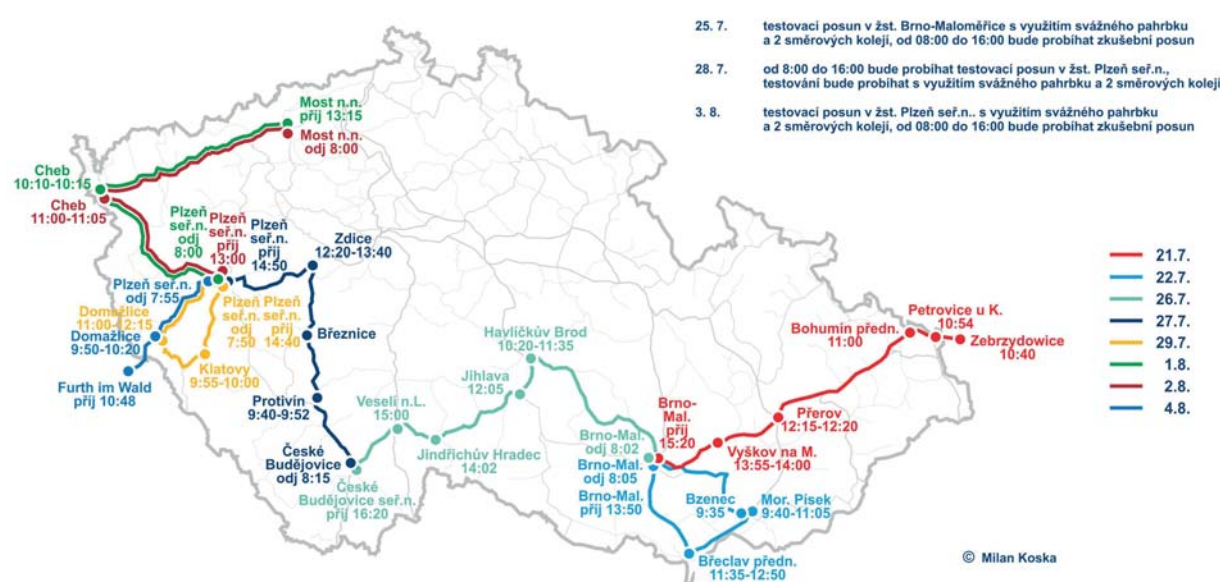 25. 7. testovací posun v žst. Brno-Maloměřice s využitím svážného pahrbku
a 2 směrových kolejí, od 08:00 do 16:00 bude probíhat zkušební posun
28. 7. od 8:00 do 16:00 bude probíhat testovací posun v žst. Plzeň seř.n.,
testování bude probíhat s využitím svážného pahrbku a 2 směrových kolejí
3. 8. testovací posun v žst. Plzeň seř.n.. s využitím svážného pahrbku
a 2 směrových kolejí, od 08:00 do 16:00 bude probíhat zkušební posun
Most n.n.
příj 13:15
Most n.n.
odj 8:00
Cheb
10:10-10:15
Cheb
11:00-11:05
Plzeň
seř.n.
odj
8:00
Plzeň
seř.n.
příj
13:00
Plzeň
seř.n.
příj
14:50
Zdice
12:20-13:40
Plzeň seř.n.
odj 7:55
Domažlice
11:00-12:15
Domažlice
9:50-10:20
Furth im Wald
příj 10:48
Klatovy
9:55-10:00
Plzeň
seř.n.
odj
7:50
Plzeň
seř.n.
příj
14:40
Březnice
Protivín
9:40-9:52
České
Budějovice
odj 8:15
České
Budějovice seř.n.
příj 16:20
Veselí n.L.
15:00
Jindřichův Hradec
14:02
Jihlava
12:05
Havlíčkův Brod
10:20-11:35
Brno-Mal.
odj 8:02
Brno-
Mal.
příj
15:20
Brno-Mal.
odj 8:05
Brno-Mal.
příj 13:50
Vyškov na M.
13:55-14:00
Přerov
12:15-12:20
Bohumín předn.
11:00
Petrovice u K.
10:54
Zebrzydowice
10:40
Bzenec
9:35
Mor. Písek
9:40-11:05
Břeclav předn.
11:35-12:50
21.7.
22.7.
26.7.
27.7.
29.7.
1.8.
2.8.
4.8.
© Milan Koska